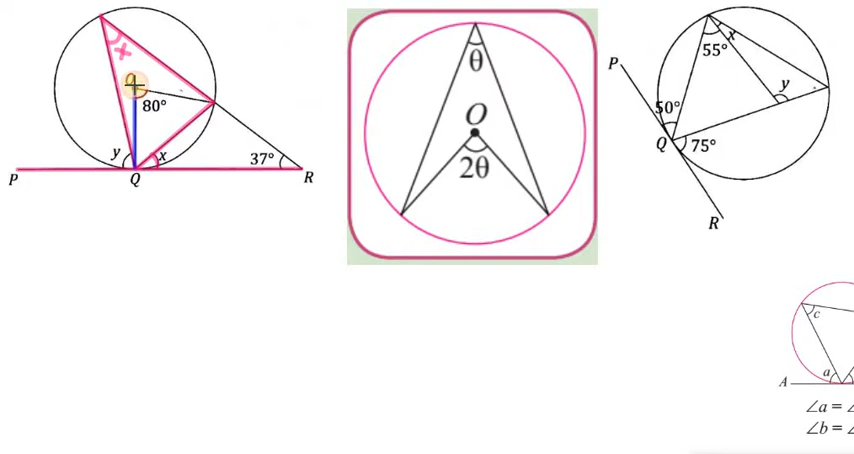 x
O
80°
y
x
37°
P
Q
R
θ
O
2θ
x
55°
P
y
50°
Q
75°
R
c
a
A
∠a = ∠
∠b = ∠